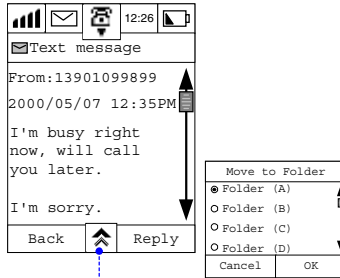 12:26
Text message
From:13901099899
2000/05/07 12:35PM
I'm busy right
now, will call
you later.
I'm sorry.
Back Reply
Move to Folder
Folder (A)
Folder (B)
Folder (C)
Folder (D)
Cancel OK